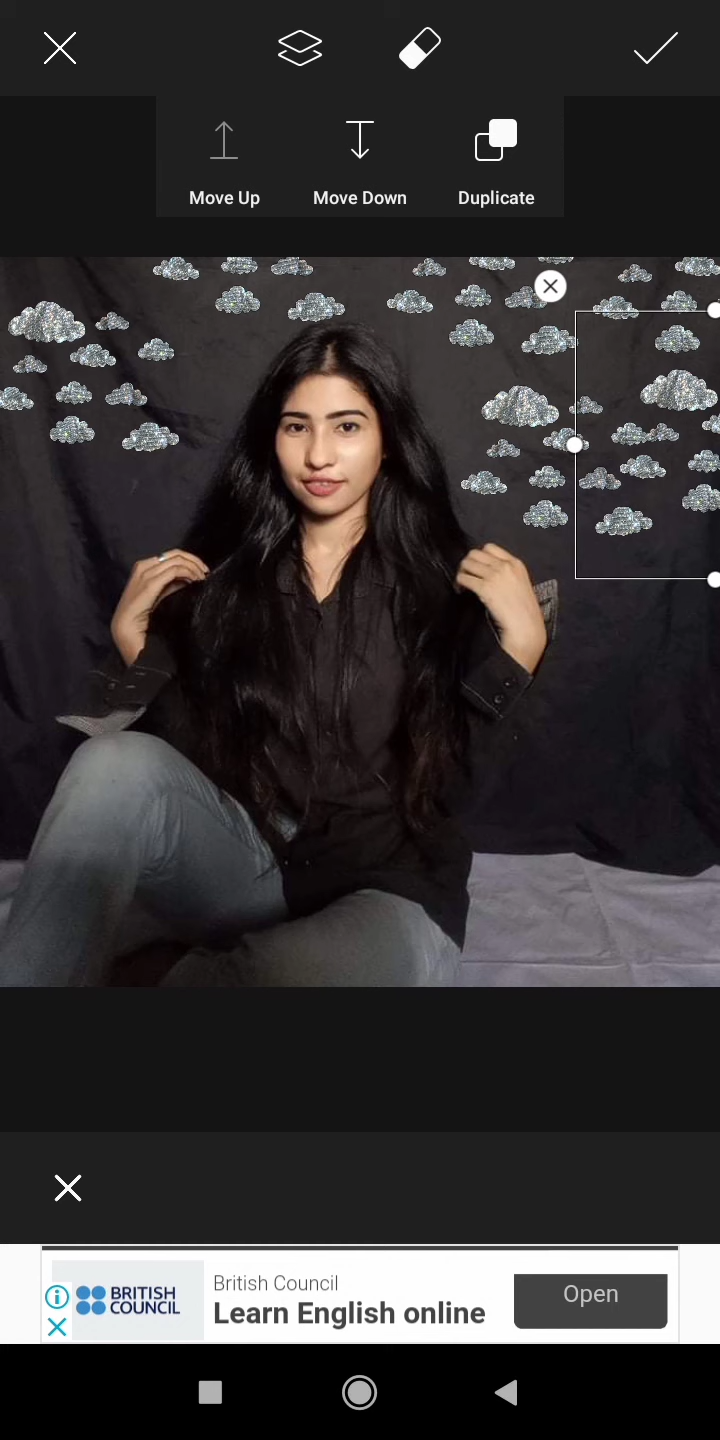 Move Up
Move Down
Duplicate
BRITISH
COUNCIL
British Council
Learn English online
Open